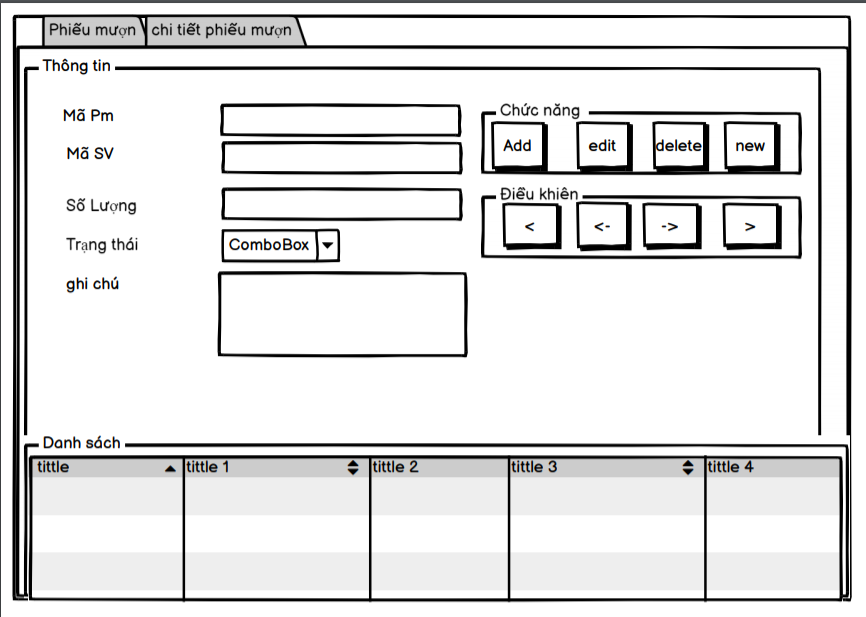 Phiếu mượn
chi tiết phiếu mượn
Thông tin
Mã Pm
Mã SV
Số Lượng
Trạng thái
ComboBox
ghi chú
Chức năng
Add
edit
delete
new
Điều khiên
<
<-
->
>
Danh sách
tittle
tittle 1
tittle 2
tittle 3
tittle 4